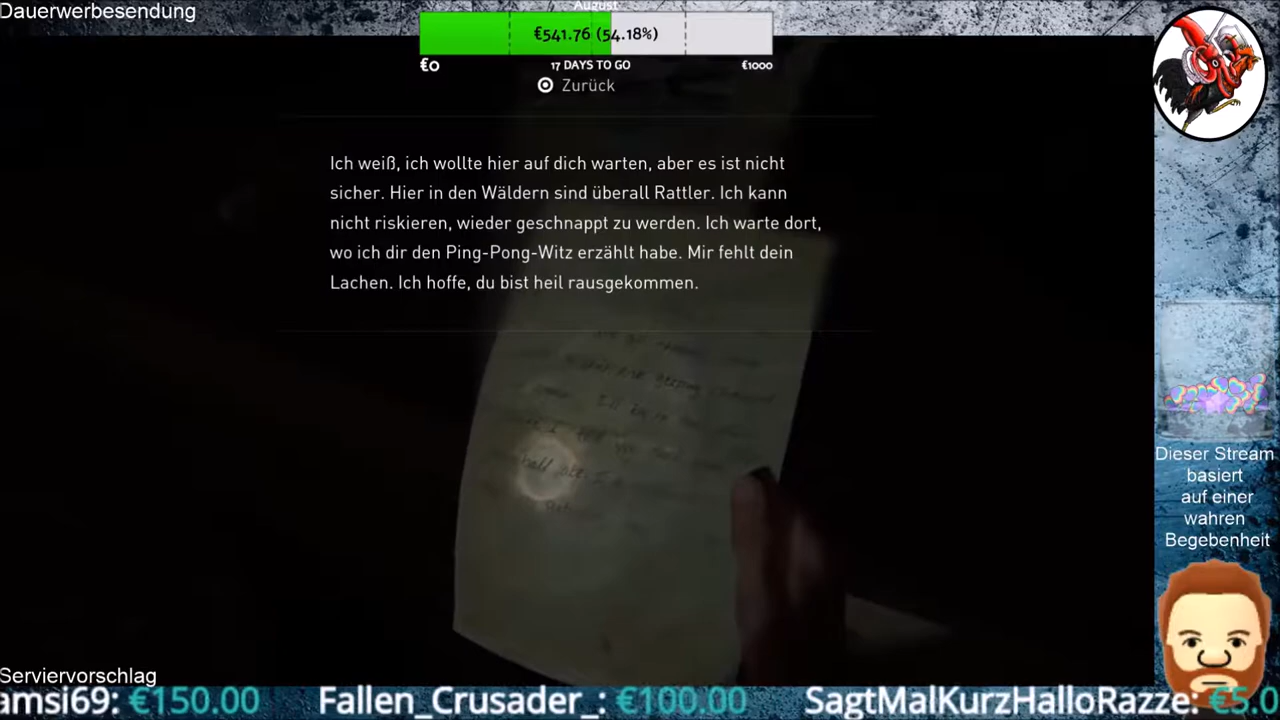 Dauerwerbesendung
August
€541.76 (54.18%)
€0
17 DAYS TO GO
€1000
Zurück
Ich weiß, ich wollte hier auf dich warten, aber es ist nicht
sicher. Hier in den Wäldern sind überall Rattler. Ich kann
nicht riskieren, wieder geschnappt zu werden. Ich warte dort,
wo ich dir den Ping-Pong-Witz erzählt habe. Mir fehlt dein
Lachen. Ich hoffe, du bist heil rausgekommen.
Dieser Stream
basiert
auf einer
wahren
Begebenheit
Serviervorschlag
amsi69: €150.00 Fallen_Crusader_: €100.00 SagtMalKurzHalloRazze: €5.0